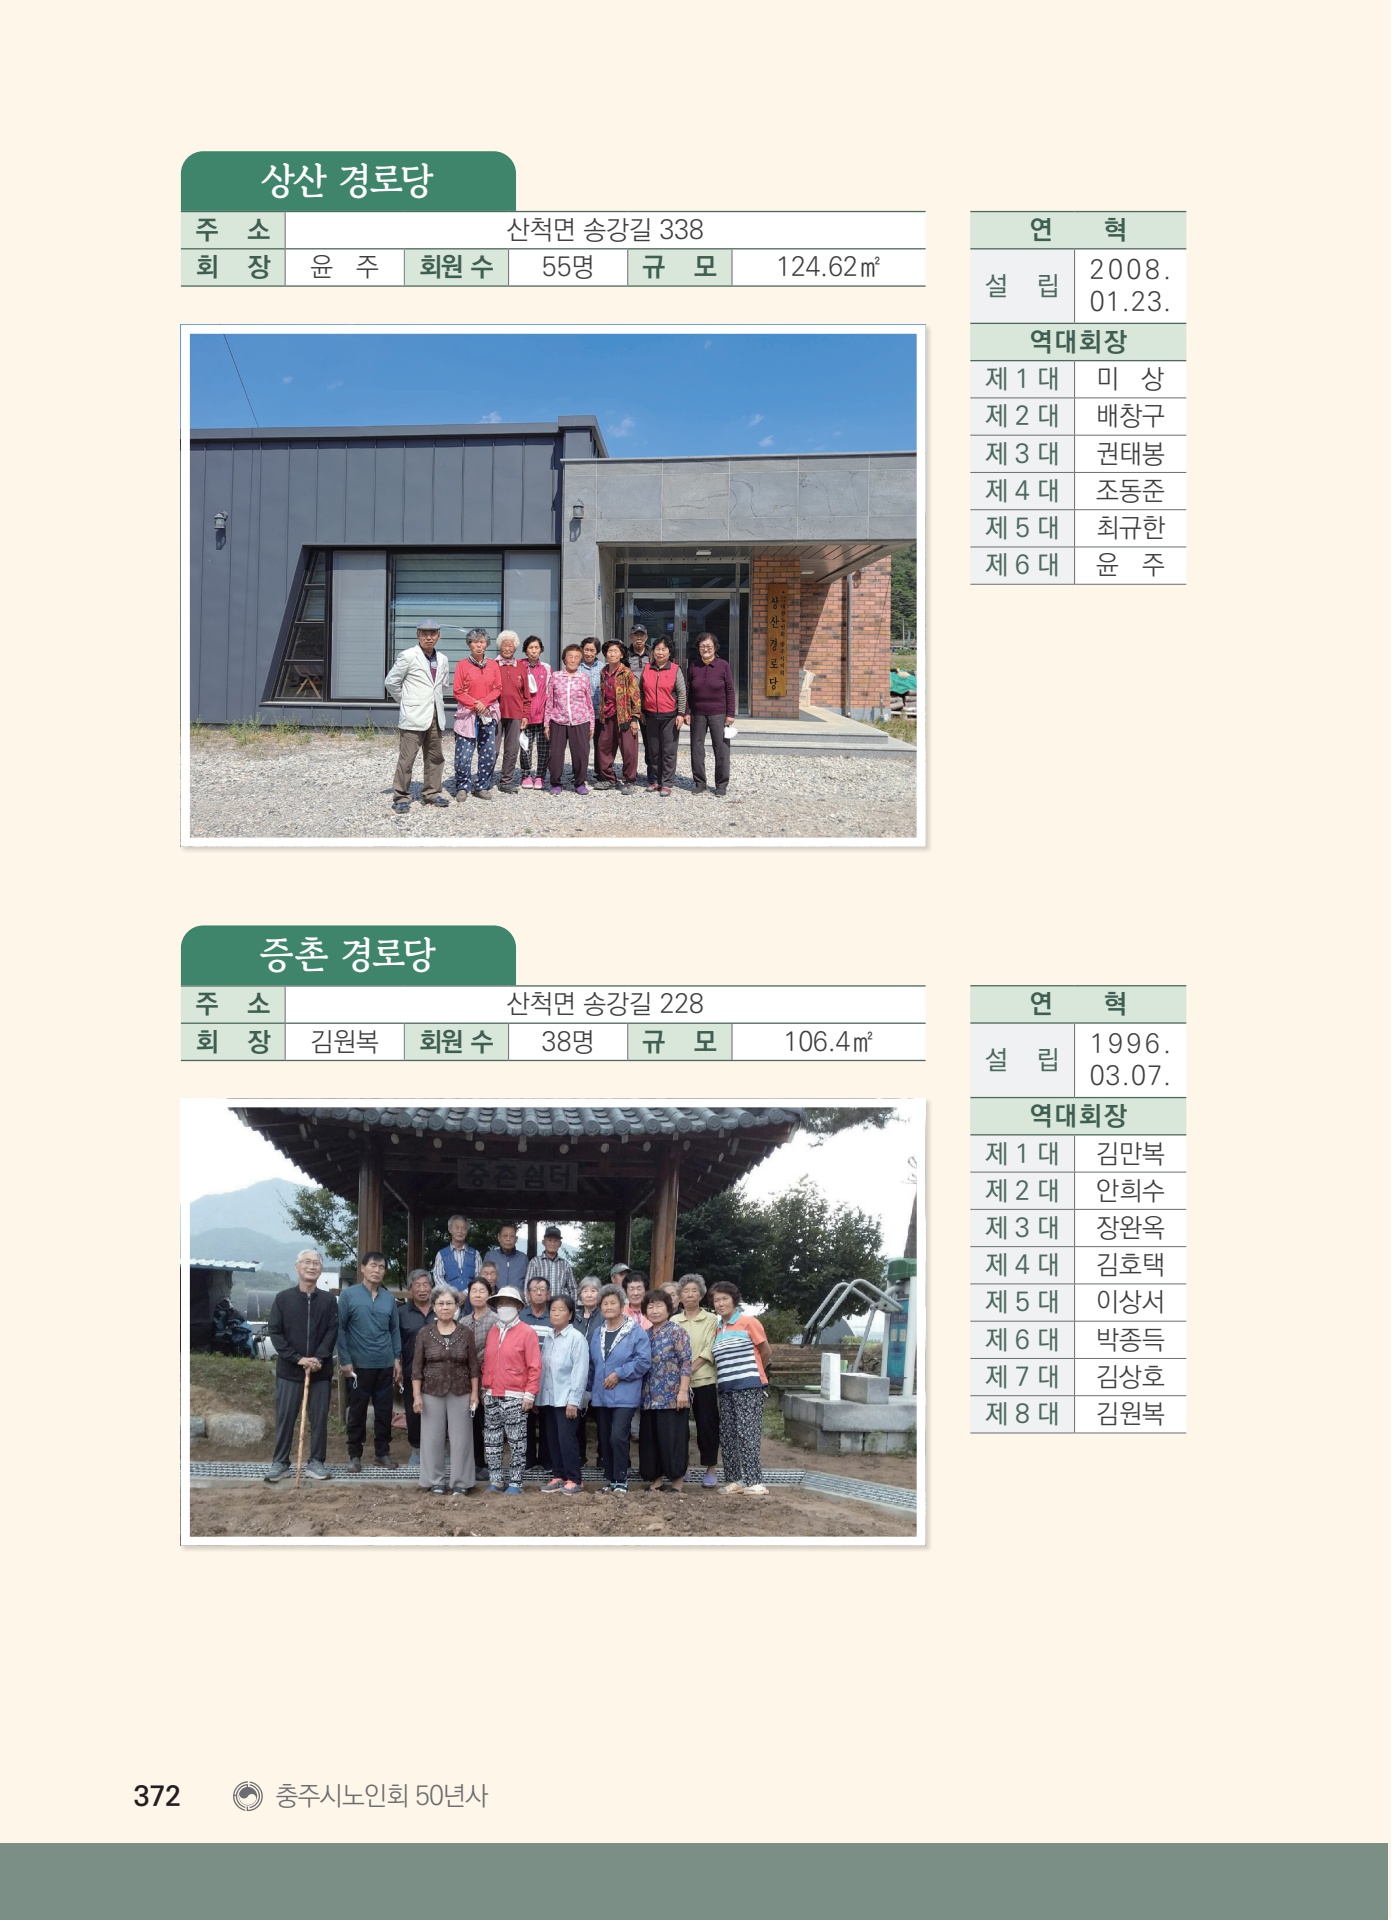 상산 경로당
주 소 산척면 송강길 338
회 장 윤 주 회원 수 55명 규 모 124.62㎡
연 혁
설 립 2008.
01.23.
역대회장
제 1 대 미 상
제 2 대 배창구
제 3 대 권태봉
제 4 대 조동준
제 5 대 최규한
제 6 대 윤 주
상산경로당
증촌 경로당
주 소 산척면 송강길 228
회 장 김원복 회원 수 38명 규 모 106.4㎡
연 혁
설 립 1996.
03.07.
역대회장
제 1 대 김만복
제 2 대 안희수
제 3 대 장완옥
제 4 대 김호택
제 5 대 이상서
제 6 대 박종득
제 7 대 김상호
제 8 대 김원복
증촌쉼터
372 충주시노인회 50년사